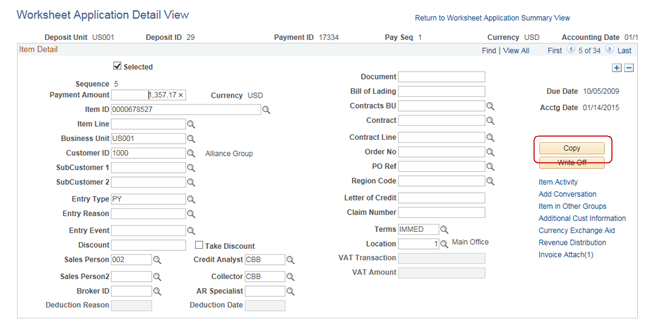 Worksheet Application Detail View
Return to Worksheet Application Summary View
Deposit Unit US001 Deposit ID 29 Payment ID 17334 Pay Seq 1 Currency USD Accounting Date 01/1
Item Detail Find | View All First 5 of 34 Last
Selected
Sequence 5
Payment Amount 1,357.17 × Currency USD
Item ID 0000678527
Item Line
Business Unit US001
Customer ID 1000 Alliance Group
SubCustomer 1
SubCustomer 2
Entry Type PY
Entry Reason
Entry Event
Discount Take Discount
Sales Person 002 Credit Analyst CBB
Sales Person2 Collector CBB
Broker ID AR Specialist
Deduction Reason Deduction Date
Document
Bill of Lading
Contracts BU
Contract
Contract Line
Order No
PO Ref
Region Code
Letter of Credit
Claim Number
Terms IMMED
Location 1 Main Office
VAT Transaction
VAT Amount
Due Date 10/05/2009
Acctg Date 01/14/2015
Copy
Write Off
Item Activity
Add Conversation
Item in Other Groups
Additional Cust Information
Currency Exchange Aid
Revenue Distribution
Invoice Attach(1)